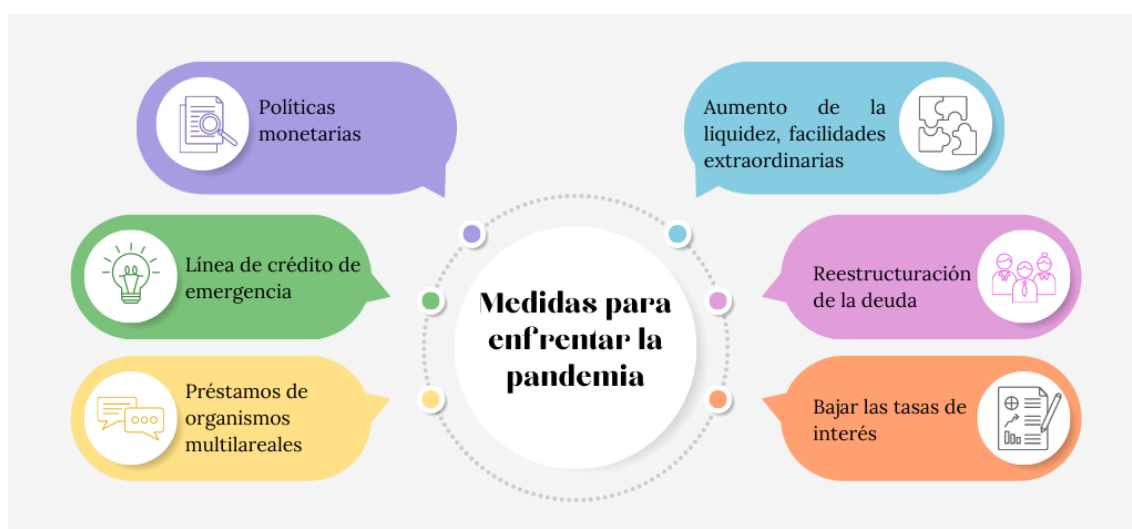 Políticas
monetarias
Aumento de la
liquidez, facilidades
extraordinarias
Línea de crédito de
emergencia
Medidas para
enfrentar la
pandemia
Reestructuración
de la deuda
Préstamos de
organismos
multilareales
Bajar las tasas de
interés